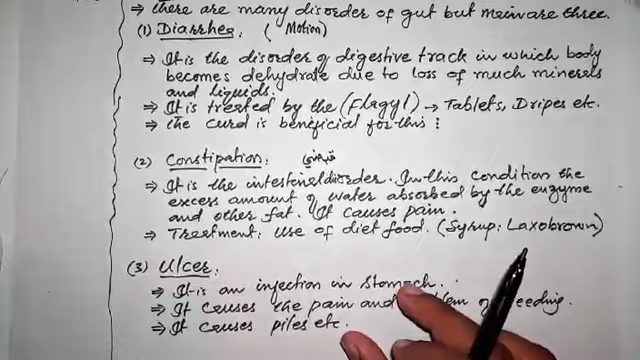 ⇒ There are many disorder of gut but mein are three.
(1) Diarrhea. (Motion)
⇒ It is the disorder of digestive track in which body
becomes dehydrate due to loss of much minerals
and liquids.
⇒ It is treated by the (Flagyl) → Tablets, Dripes etc.
⇒ The curd is beneficial for this :
(2) Constipation:
⇒ It is the intestinel disorder. In this condition the
excess amount of water absorbed by the enzyme
and other fat. It causes pain.
⇒ Treatment: Use of diet food. (Syrup: Laxobrown)
(3) Ulcer.
⇒ It is an injection in stomach.
⇒ It causes the pain and of
⇒ It causes piles etc.